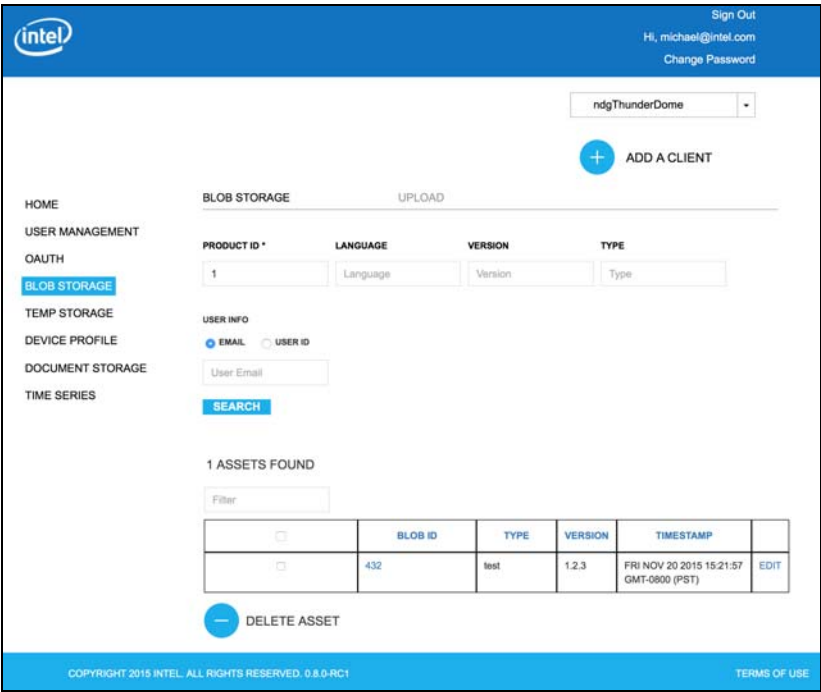 intel
Sign Out
Hi, michael@intel.com
Change Password
ndgThunderDome
+ ADD A CLIENT
HOME
USER MANAGEMENT
OAUTH
BLOB STORAGE
TEMP STORAGE
DEVICE PROFILE
DOCUMENT STORAGE
TIME SERIES
BLOB STORAGE UPLOAD
PRODUCT ID * LANGUAGE VERSION TYPE
1 Language Version Type
USER INFO
EMAIL USER ID
User Email
SEARCH
1 ASSETS FOUND
Filter
BLOB ID TYPE VERSION TIMESTAMP
432 test 1.2.3 FRI NOV 20 2015 15:21:57 EDIT
GMT-0800 (PST)
DELETE ASSET
COPYRIGHT 2015 INTEL. ALL RIGHTS RESERVED. 0.8.0-RC1 TERMS OF USE